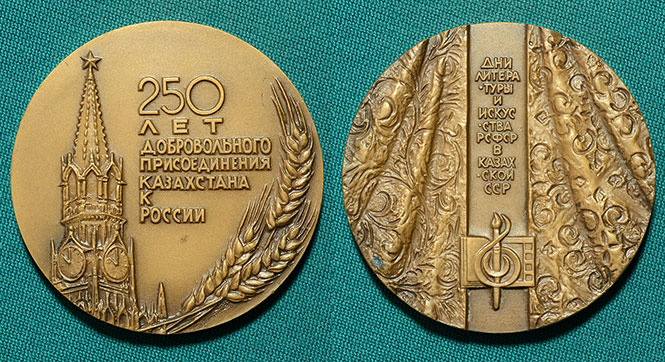 250
ЛЕТ
ДОБРОВОЛЬНОГО
ПРИСОЕДИНЕНИЯ
КАЗАХСТАНА
К
РОССИИ
ДНИ
ЛИТЕРА
·ТУРЫ
И
ИСКУС
·СТВА
РСФСР
В
КАЗАХ
·СКОЙ
ССР